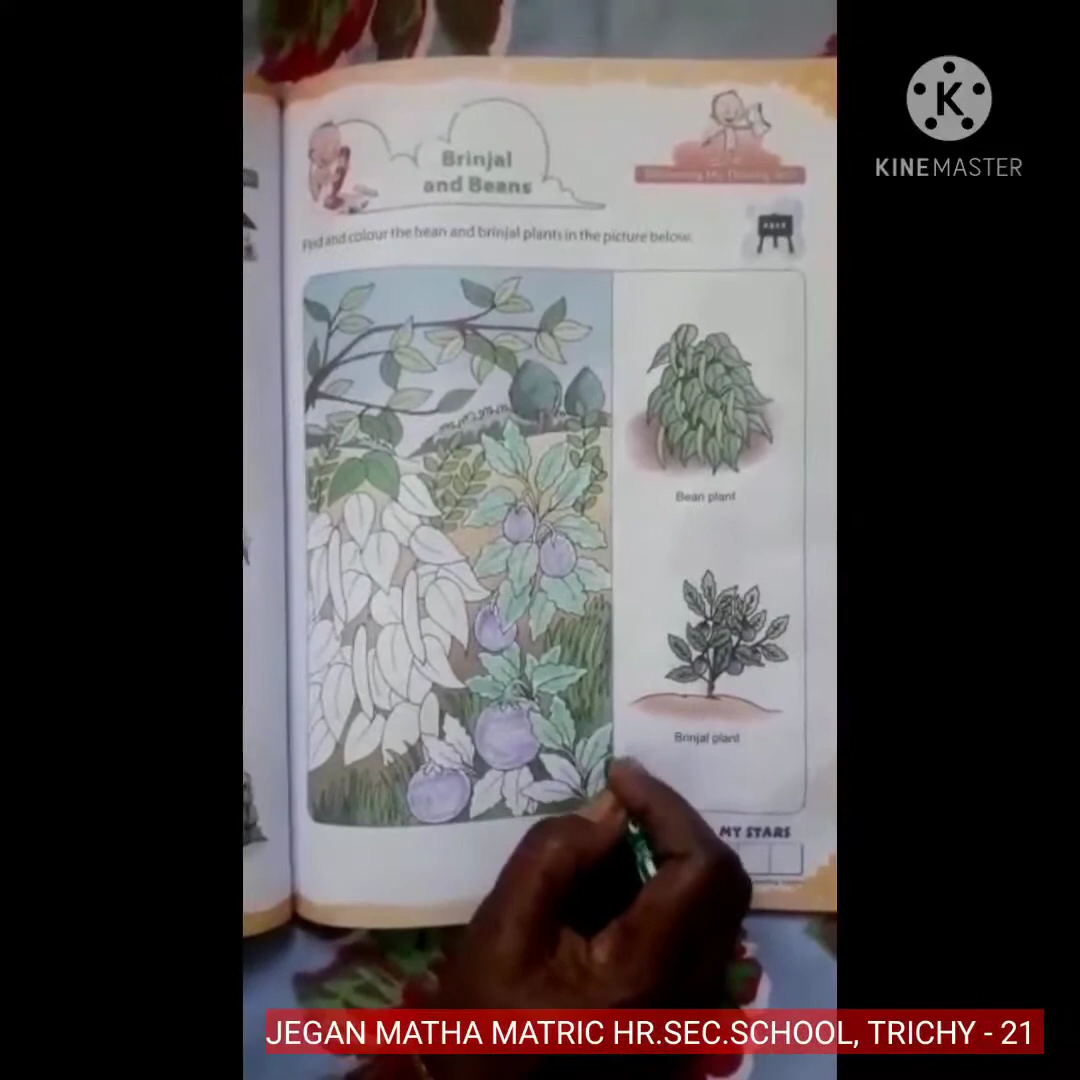 Brinjal
and Beans
Find and colour the bean and brinjal plants in the picture below.
Bean plant
Brinjal plant
MY STARS
K
KINEMASTER
JEGAN MATHA MATRIC HR.SEC.SCHOOL, TRICHY - 21